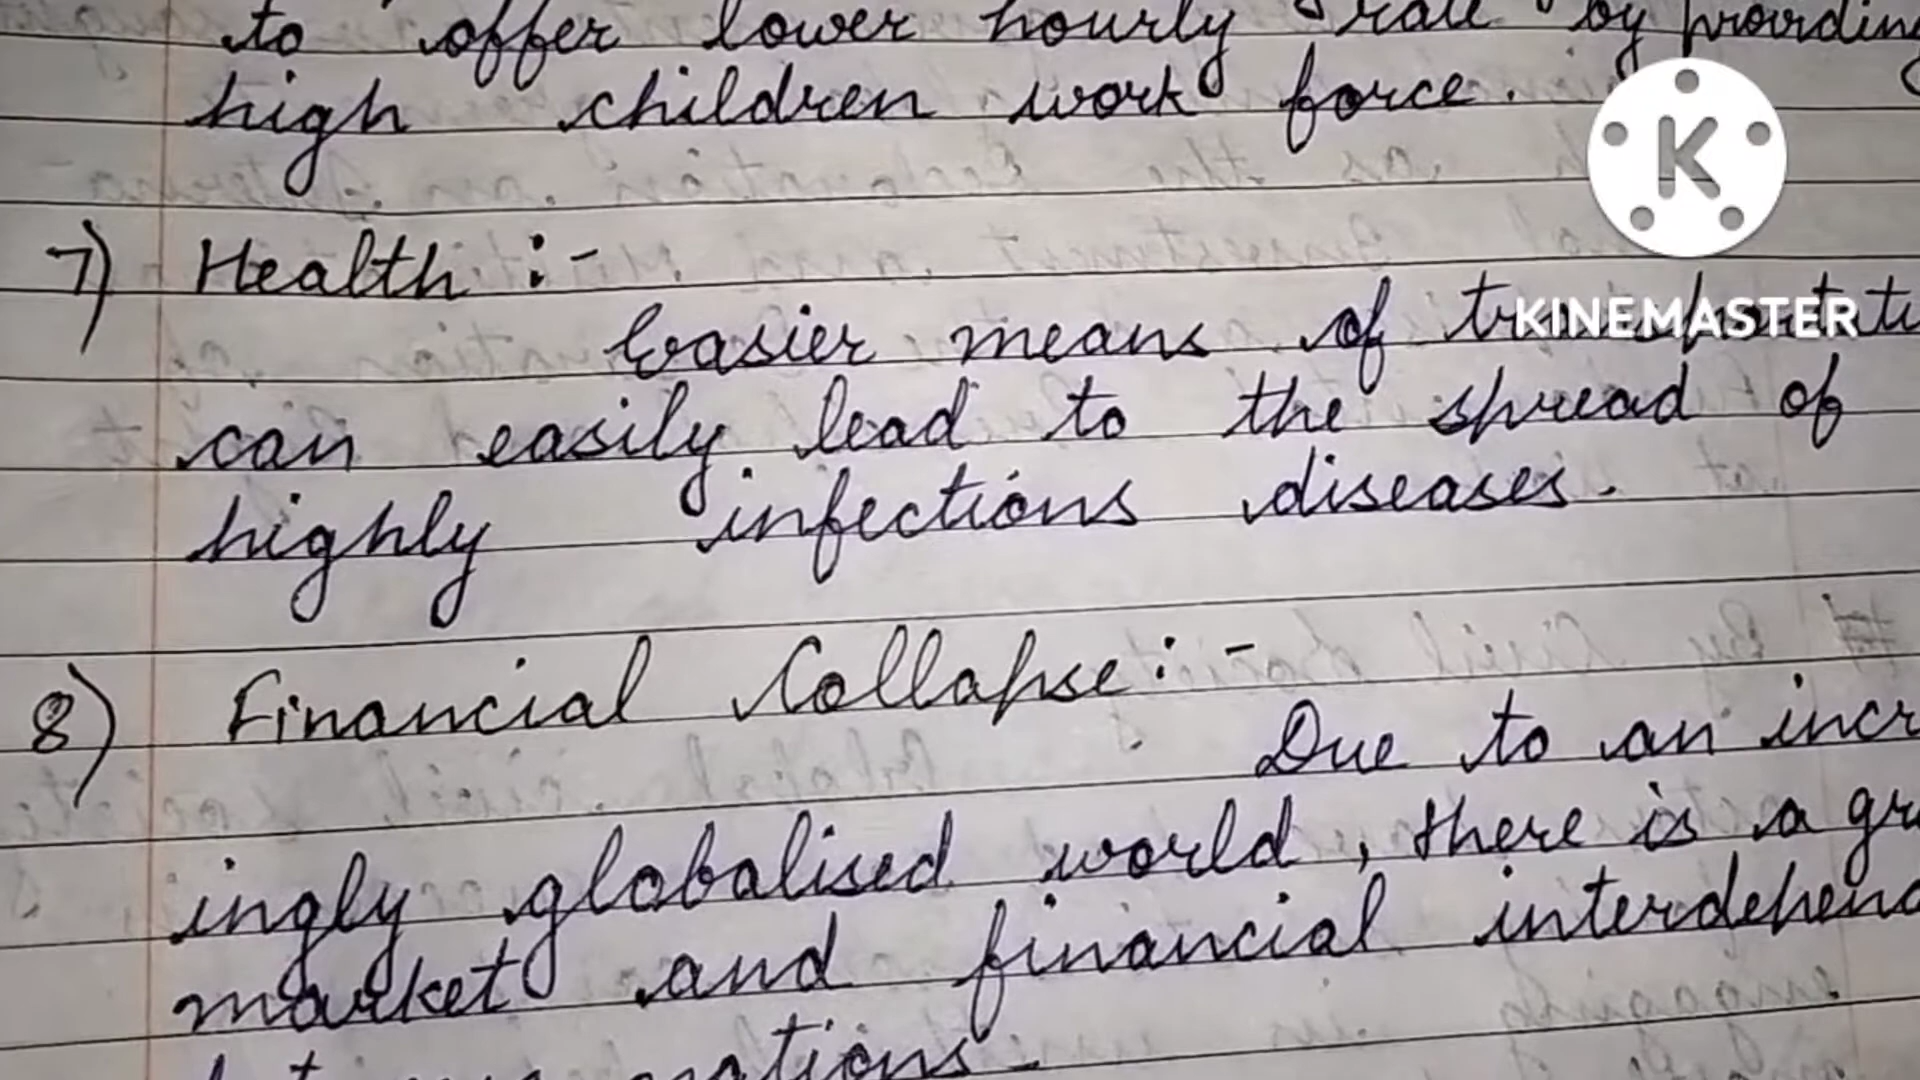 to offer lower hourly rate by providing
high children work force.
7) Health :-
Easier means of
can easily lead to the spread of
highly infections diseases.
8) Financial Collapse :-
Due to an incr
ingly globalised world, there is a gr
market and financial interdepend
nations
K
KINEMASTER